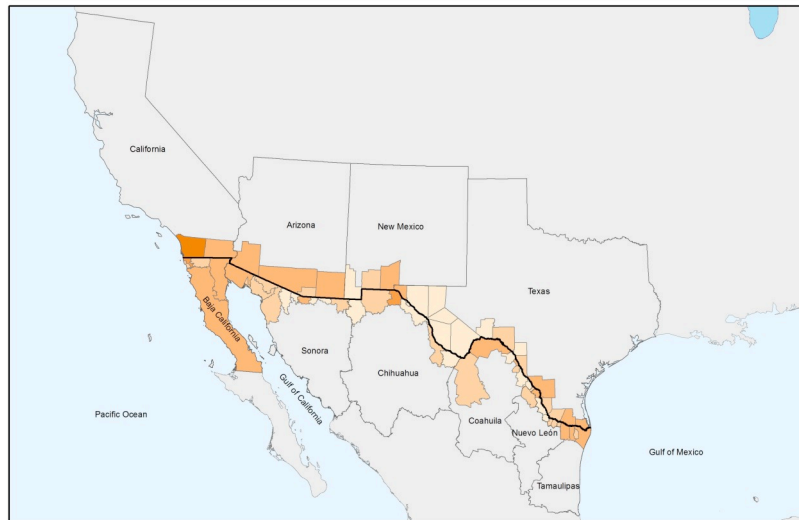 California
Arizona
New Mexico
Texas
Baja California
Sonora
Gulf of California
Chihuahua
Coahuila
Nuevo León
Tamaulipas
Pacific Ocean
Gulf of Mexico